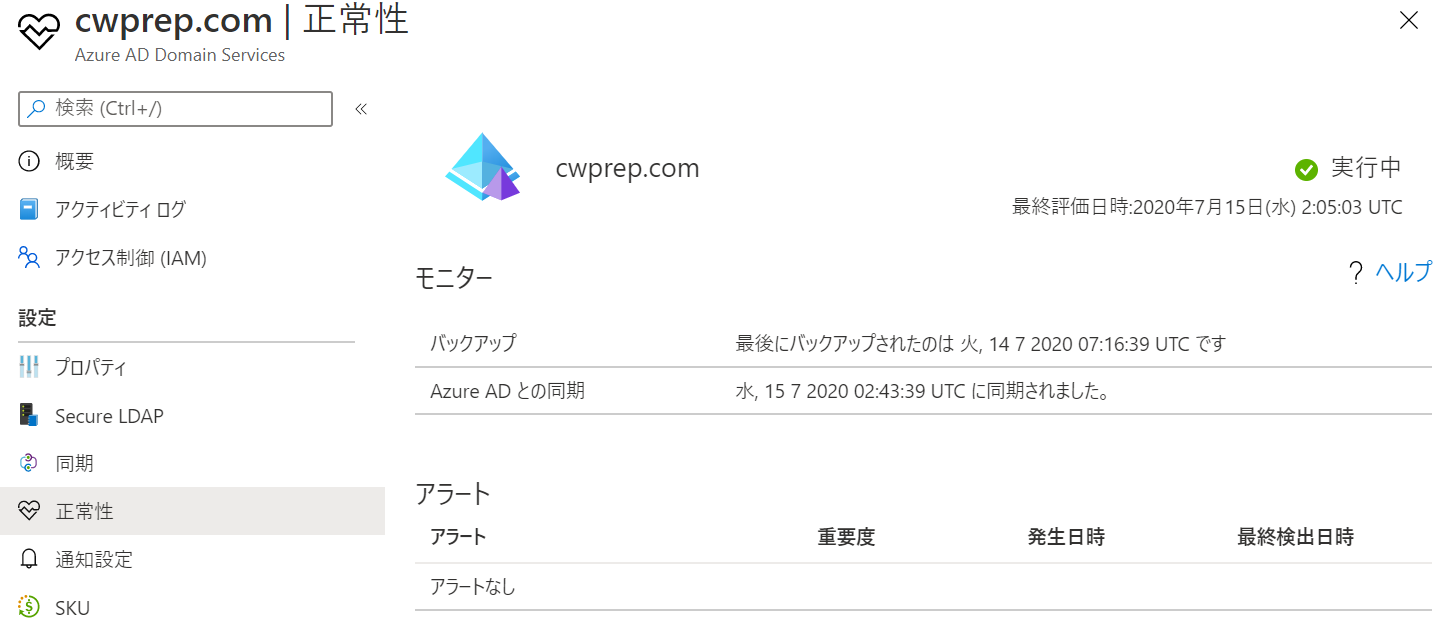 cwprep.com | 正常性
Azure AD Domain Services
検索 (Ctrl+/)
«
概要
アクティビティ ログ
アクセス制御 (IAM)
設定
プロパティ
Secure LDAP
同期
正常性
通知設定
SKU
cwprep.com
実行中
最終評価日時:2020年7月15日(水) 2:05:03 UTC
モニター
? ヘルプ
バックアップ 最後にバックアップされたのは 火, 14 7 2020 07:16:39 UTC です
Azure AD との同期 水, 15 7 2020 02:43:39 UTC に同期されました。
アラート
アラート 重要度 発生日時 最終検出日時
アラートなし